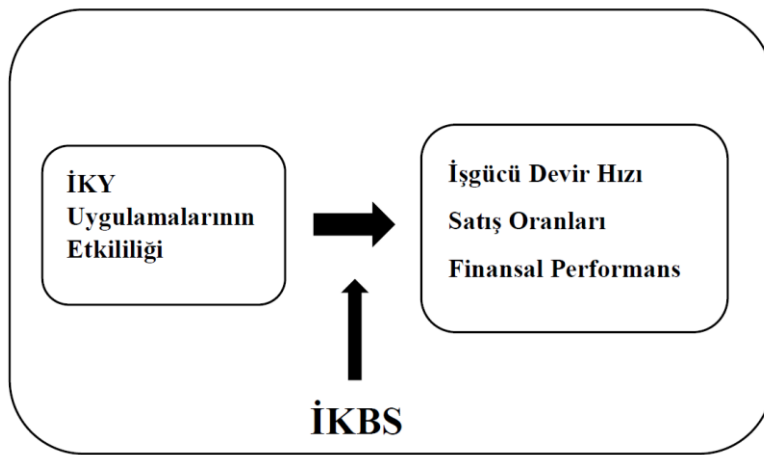 İKY
Uygulamalarının
Etkililiği
İşgücü Devir Hızı
Satış Oranları
Finansal Performans
İKBS